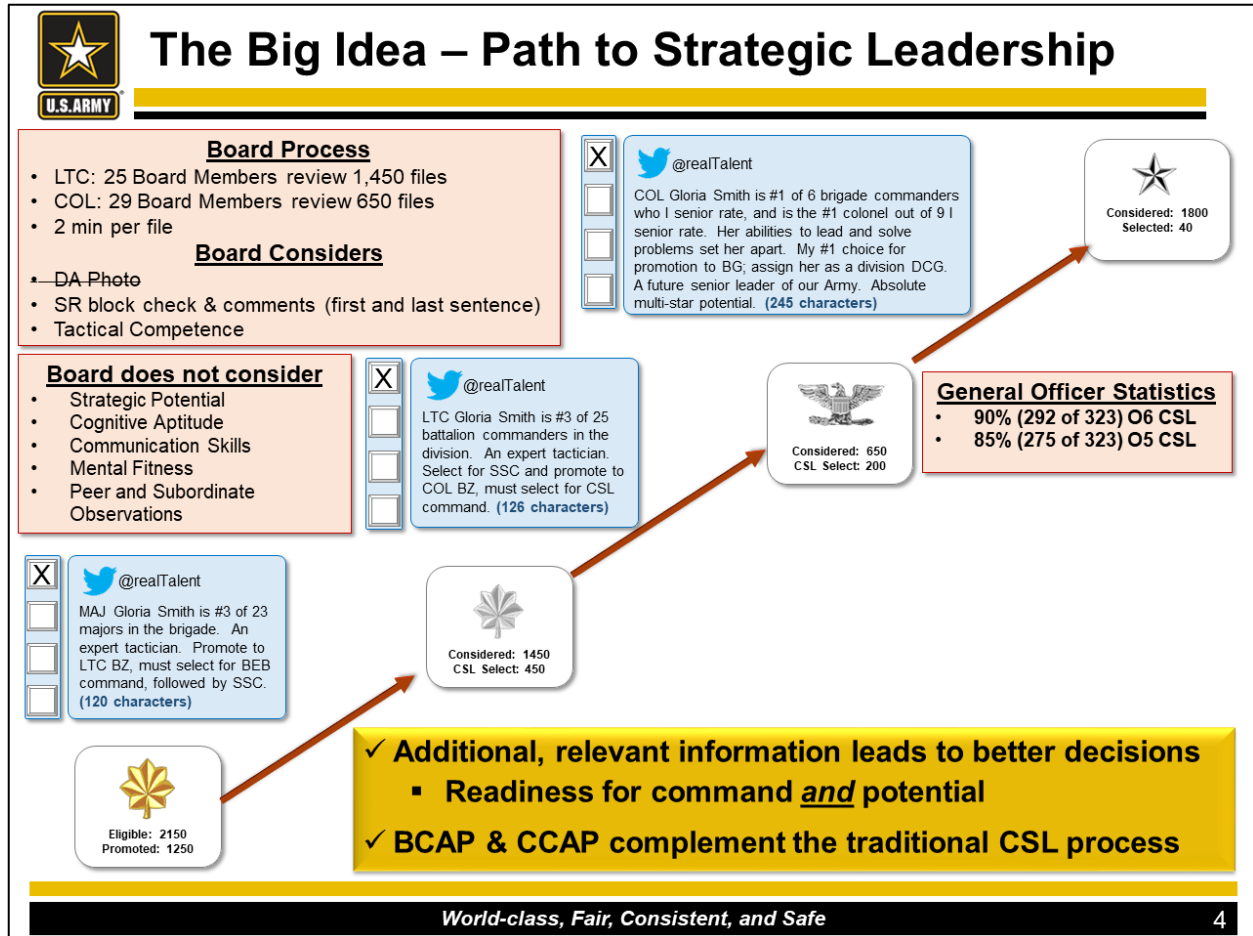 The Big Idea – Path to Strategic Leadership
U.S.ARMY
Board Process
• LTC: 25 Board Members review 1,450 files
• COL: 29 Board Members review 650 files
• 2 min per file
Board Considers
• DA Photo
• SR block check & comments (first and last sentence)
• Tactical Competence
X
@realTalent
COL Gloria Smith is #1 of 6 brigade commanders
who I senior rate, and is the #1 colonel out of 9 I
senior rate. Her abilities to lead and solve
problems set her apart. My #1 choice for
promotion to BG; assign her as a division DCG.
A future senior leader of our Army. Absolute
multi-star potential. (245 characters)
Considered: 1800
Selected: 40
Board does not consider
• Strategic Potential
• Cognitive Aptitude
• Communication Skills
• Mental Fitness
• Peer and Subordinate
Observations
X
@realTalent
LTC Gloria Smith is #3 of 25
battalion commanders in the
division. An expert tactician.
Select for SSC and promote to
COL BZ, must select for CSL
command. (126 characters)
Considered: 650
CSL Select: 200
General Officer Statistics
• 90% (292 of 323) O6 CSL
• 85% (275 of 323) O5 CSL
X
@realTalent
MAJ Gloria Smith is #3 of 23
majors in the brigade. An
expert tactician. Promote to
LTC BZ, must select for BEB
command, followed by SSC.
(120 characters)
Considered: 1450
CSL Select: 450
Eligible: 2150
Promoted: 1250
✓ Additional, relevant information leads to better decisions
▪ Readiness for command and potential
✓ BCAP & CCAP complement the traditional CSL process
World-class, Fair, Consistent, and Safe
4